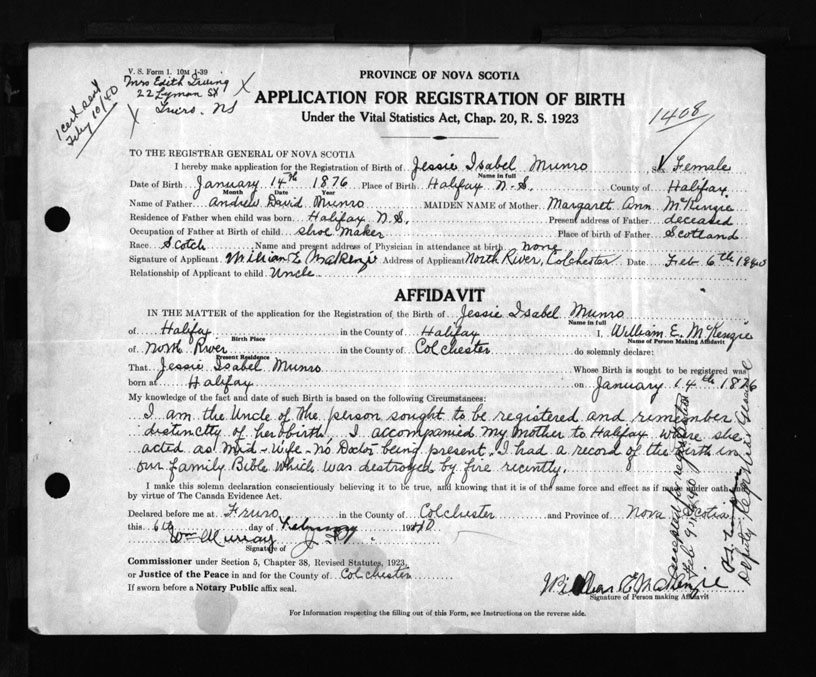 V. S. Form 1. 10M 1-39
Mrs Edith Irving X
22 Lyman St
Truro. NS
X
1 cert sent
Feby 10/40
PROVINCE OF NOVA SCOTIA
APPLICATION FOR REGISTRATION OF BIRTH
Under the Vital Statistics Act, Chap. 20, R. S. 1923
1408
TO THE REGISTRAR GENERAL OF NOVA SCOTIA
I hereby make application for the Registration of Birth of Jessie Isabel Munro Sex Female
Name in full
Date of Birth January 14th 1876 Place of Birth Halifax N.S. County of Halifax
Month Date Year
Name of Father Andrew David Munro MAIDEN NAME of Mother Margaret Ann McKenzie
Residence of Father when child was born Halifax N.S. Present address of Father deceased
Occupation of Father at Birth of child shoe maker Place of birth of Father Scotland
Race Scotch Name and present address of Physician in attendance at birth none
Signature of Applicant William E McKenzie Address of Applicant North River, Colchester Date Feb 6th 1940
Relationship of Applicant to child Uncle
AFFIDAVIT
IN THE MATTER of the application for the Registration of the Birth of Jessie Isabel Munro
Name in full
of Halifax in the County of Halifax I, William E. McKenzie
Birth Place Name of Person Making Affidavit
of North River in the County of Colchester do solemnly declare:
Present Residence
That Jessie Isabel Munro Whose Birth is sought to be registered was
born at Halifax on January 14th 1876
My knowledge of the fact and date of such Birth is based on the following Circumstances:
I am the Uncle of the person sought to be registered and remember
distinctly of her birth I accompanied my Mother to Halifax where she
acted as Mid-Wife - No Doctor being present. I had a record of the birth in
our family Bible which was destroyed by fire recently.
I make this solemn declaration conscientiously believing it to be true, and knowing that it is of the same force and effect as if made under oath and
by virtue of The Canada Evidence Act.
Declared before me at Truro in the County of Colchester and Province of Nova Scotia
this 6th day of February 1940
Wm Murray J.P.
Signature of
Commissioner under Section 5, Chapter 38, Revised Statutes, 1923,
or Justice of the Peace in and for the County of Colchester
If sworn before a Notary Public affix seal.
William E McKenzie
Signature of Person making Affidavit
accepted for registration
Feb 9, 1940
Deputy Registrar General
For Information respecting the filling out of this Form, see Instructions on the reverse side.